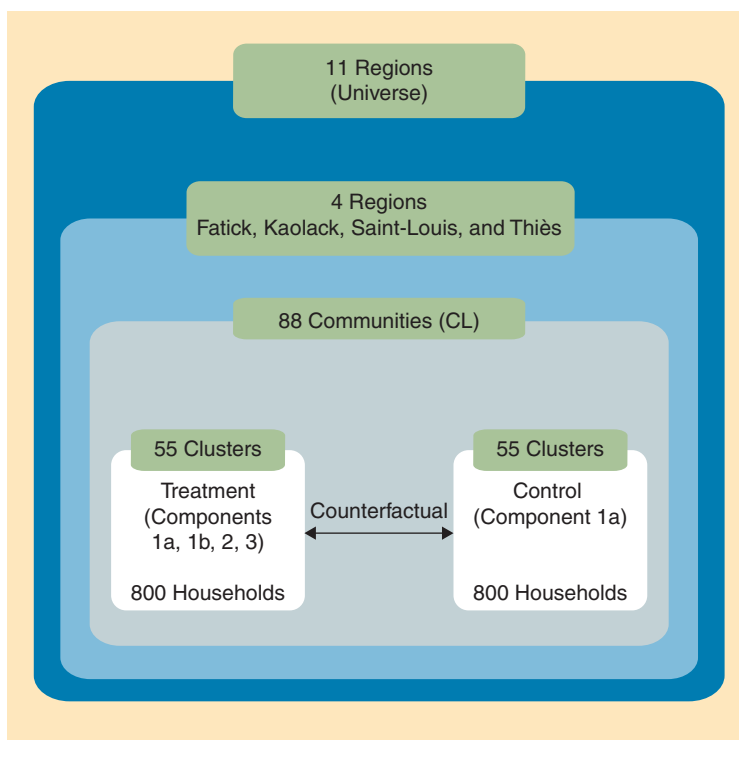 11 Regions
(Universe)
4 Regions
Fatick, Kaolack, Saint-Louis, and Thiès
88 Communities (CL)
55 Clusters
Treatment
(Components
1a, 1b, 2, 3)
800 Households
Counterfactual
55 Clusters
Control
(Component 1a)
800 Households